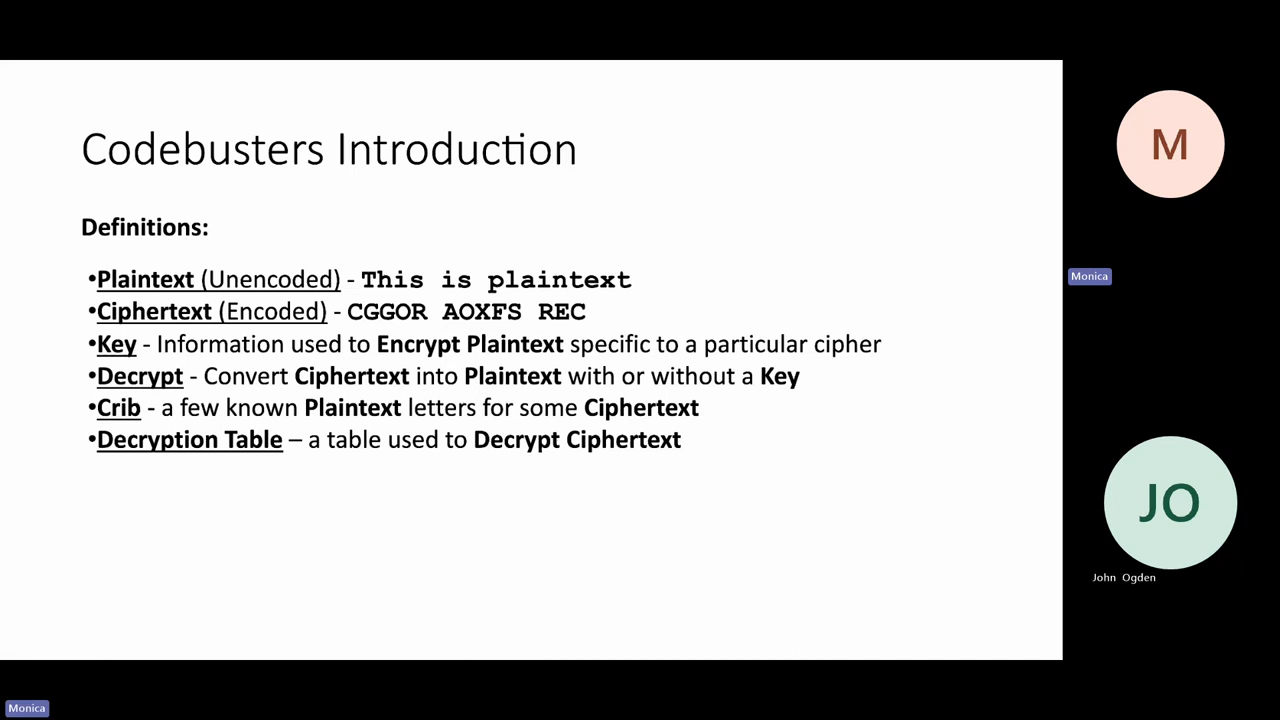 Codebusters Introduction
Definitions:
•Plaintext (Unencoded) - This is plaintext
•Ciphertext (Encoded) - CGGOR AOXFS REC
•Key - Information used to Encrypt Plaintext specific to a particular cipher
•Decrypt - Convert Ciphertext into Plaintext with or without a Key
•Crib - a few known Plaintext letters for some Ciphertext
•Decryption Table – a table used to Decrypt Ciphertext
M
Monica
JO
John Ogden
Monica